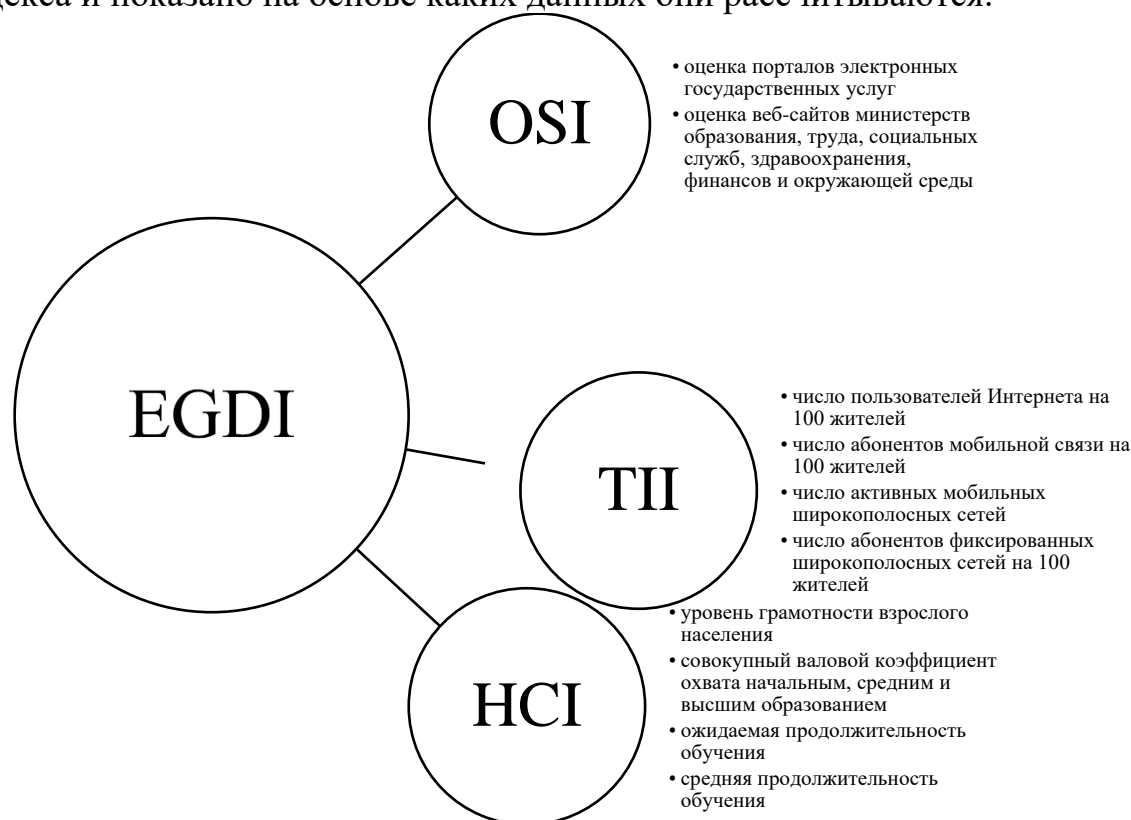 декса и показано на основе каких данных они рассчитываются.
OSI
• оценка порталов электронных
государственных услуг
• оценка веб-сайтов министерств
образования, труда, социальных
служб, здравоохранения,
финансов и окружающей среды
EGDI
TII
• число пользователей Интернета на
100 жителей
• число абонентов мобильной связи на
100 жителей
• число активных мобильных
широкополосных сетей
• число абонентов фиксированных
широкополосных сетей на 100
жителей
HCI
• уровень грамотности взрослого
населения
• совокупный валовой коэффициент
охвата начальным, средним и
высшим образованием
• ожидаемая продолжительность
обучения
• средняя продолжительность
обучения